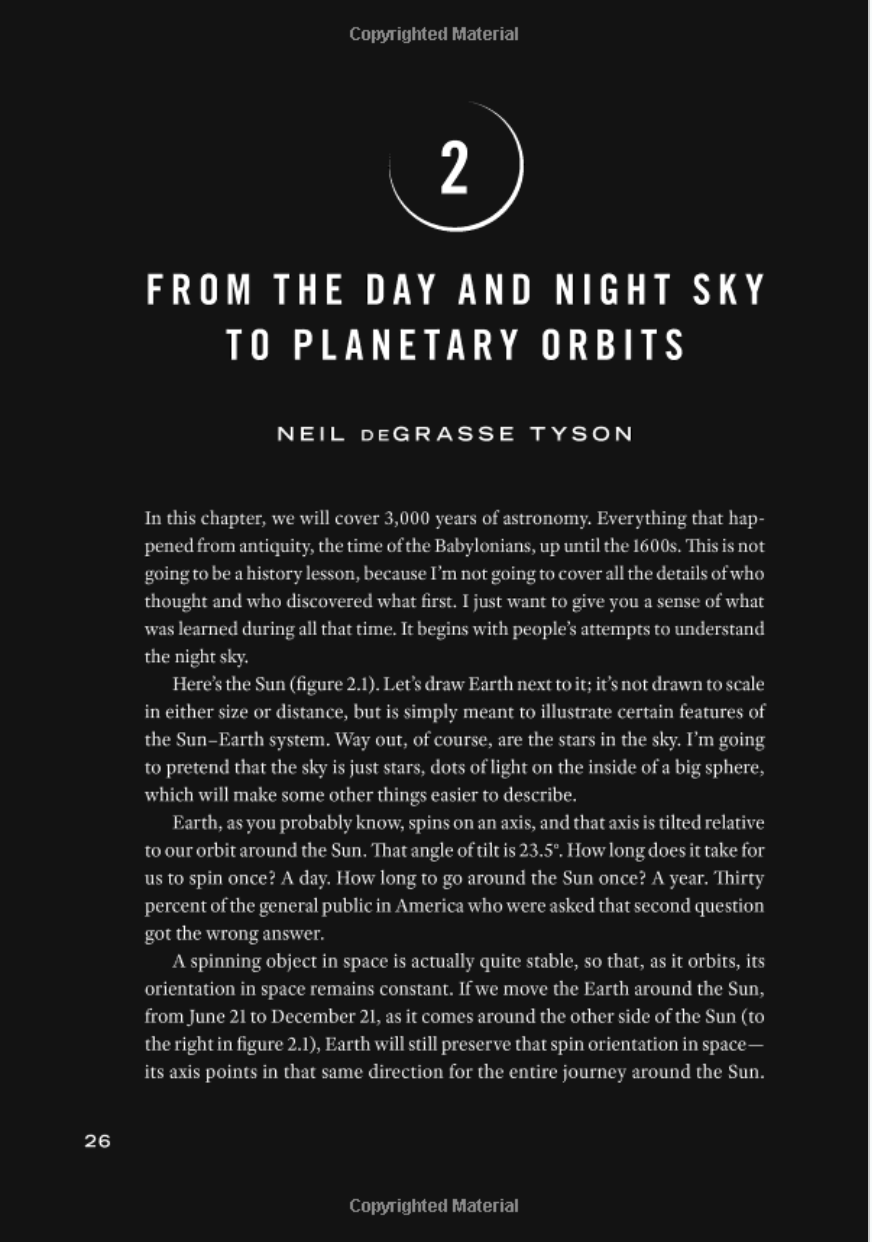 Copyrighted Material
2
FROM THE DAY AND NIGHT SKY
TO PLANETARY ORBITS
NEIL DEGRASSE TYSON
In this chapter, we will cover 3,000 years of astronomy. Everything that hap-
pened from antiquity, the time of the Babylonians, up until the 1600s. This is not
going to be a history lesson, because I’m not going to cover all the details of who
thought and who discovered what first. I just want to give you a sense of what
was learned during all that time. It begins with people’s attempts to understand
the night sky.
Here’s the Sun (figure 2.1). Let’s draw Earth next to it; it’s not drawn to scale
in either size or distance, but is simply meant to illustrate certain features of
the Sun–Earth system. Way out, of course, are the stars in the sky. I’m going
to pretend that the sky is just stars, dots of light on the inside of a big sphere,
which will make some other things easier to describe.
Earth, as you probably know, spins on an axis, and that axis is tilted relative
to our orbit around the Sun. That angle of tilt is 23.5°. How long does it take for
us to spin once? A day. How long to go around the Sun once? A year. Thirty
percent of the general public in America who were asked that second question
got the wrong answer.
A spinning object in space is actually quite stable, so that, as it orbits, its
orientation in space remains constant. If we move the Earth around the Sun,
from June 21 to December 21, as it comes around the other side of the Sun (to
the right in figure 2.1), Earth will still preserve that spin orientation in space—
its axis points in that same direction for the entire journey around the Sun.
26
Copyrighted Material